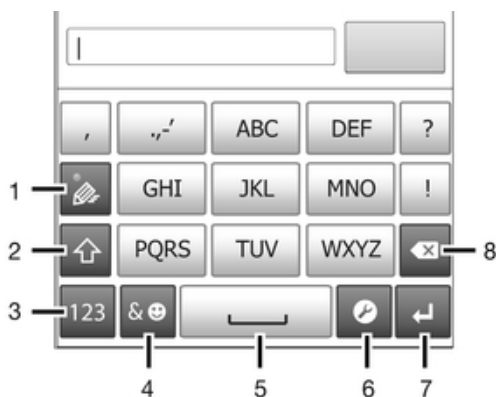 , .,-' ABC DEF ?
1 GHI JKL MNO !
2 PQRS TUV WXYZ 8
3 123 &
4 5 6 7